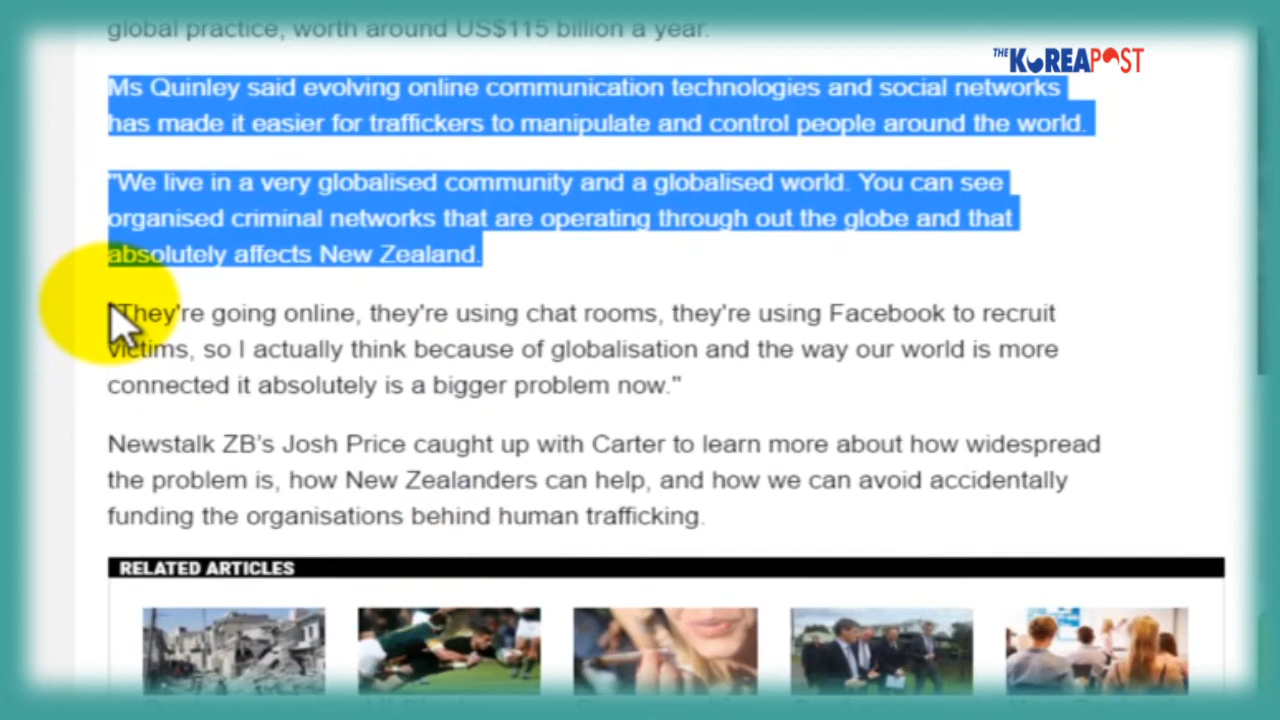 global practice, worth around US$115 billion a year.
THE KOREAPOST
Ms Quinley said evolving online communication technologies and social networks
has made it easier for traffickers to manipulate and control people around the world.
"We live in a very globalised community and a globalised world. You can see
organised criminal networks that are operating through out the globe and that
absolutely affects New Zealand.
"They're going online, they're using chat rooms, they're using Facebook to recruit
victims, so I actually think because of globalisation and the way our world is more
connected it absolutely is a bigger problem now."
Newstalk ZB's Josh Price caught up with Carter to learn more about how widespread
the problem is, how New Zealanders can help, and how we can avoid accidentally
funding the organisations behind human trafficking.
RELATED ARTICLES